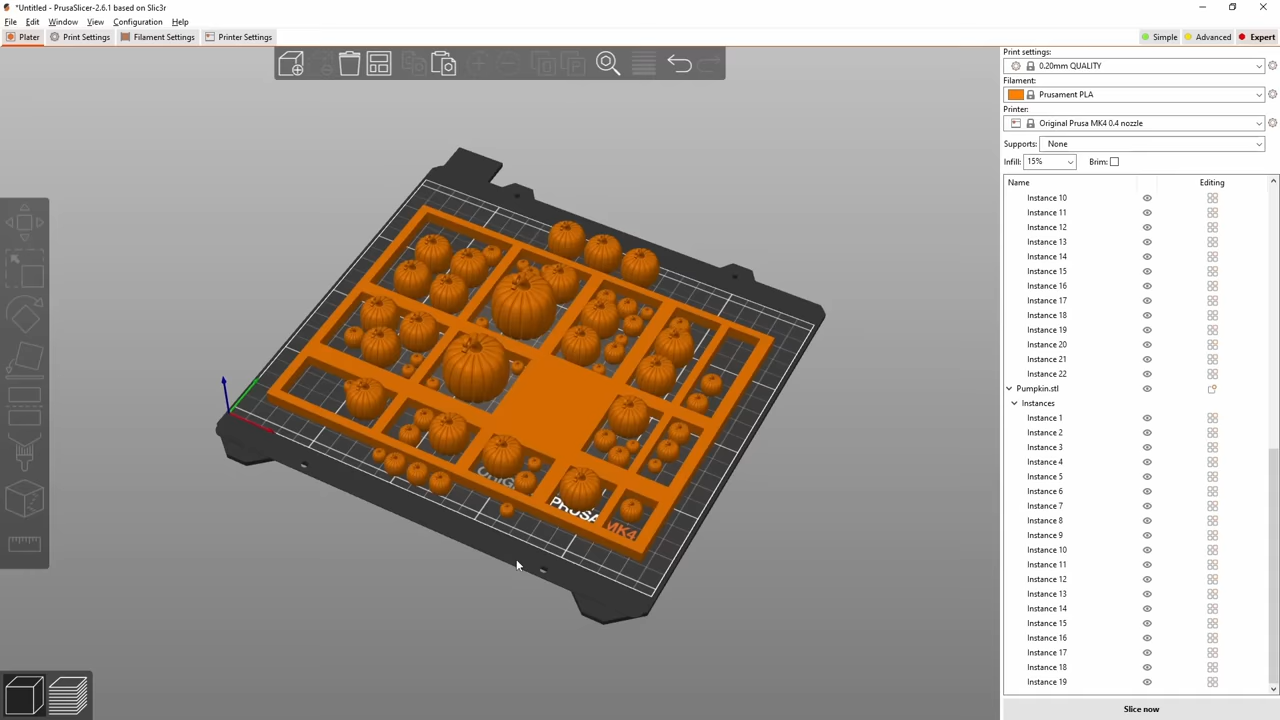 *Untitled - PrusaSlicer-2.6.1 based on Slic3r
File Edit Window View Configuration Help
Plater Print Settings Filament Settings Printer Settings Simple Advanced Expert
Print settings:
0.20mm QUALITY
Filament:
Prusament PLA
Printer:
Original Prusa MK4 0.4 nozzle
Supports: None
Infill: 15% Brim:
Name Editing
Instance 10
Instance 11
Instance 12
Instance 13
Instance 14
Instance 15
Instance 16
Instance 17
Instance 18
Instance 19
Instance 20
Instance 21
Instance 22
Pumpkin.stl
Instances
Instance 1
Instance 2
Instance 3
Instance 4
Instance 5
Instance 6
Instance 7
Instance 8
Instance 9
Instance 10
Instance 11
Instance 12
Instance 13
Instance 14
Instance 15
Instance 16
Instance 17
Instance 18
Instance 19
PRUSA MK4
Slice now